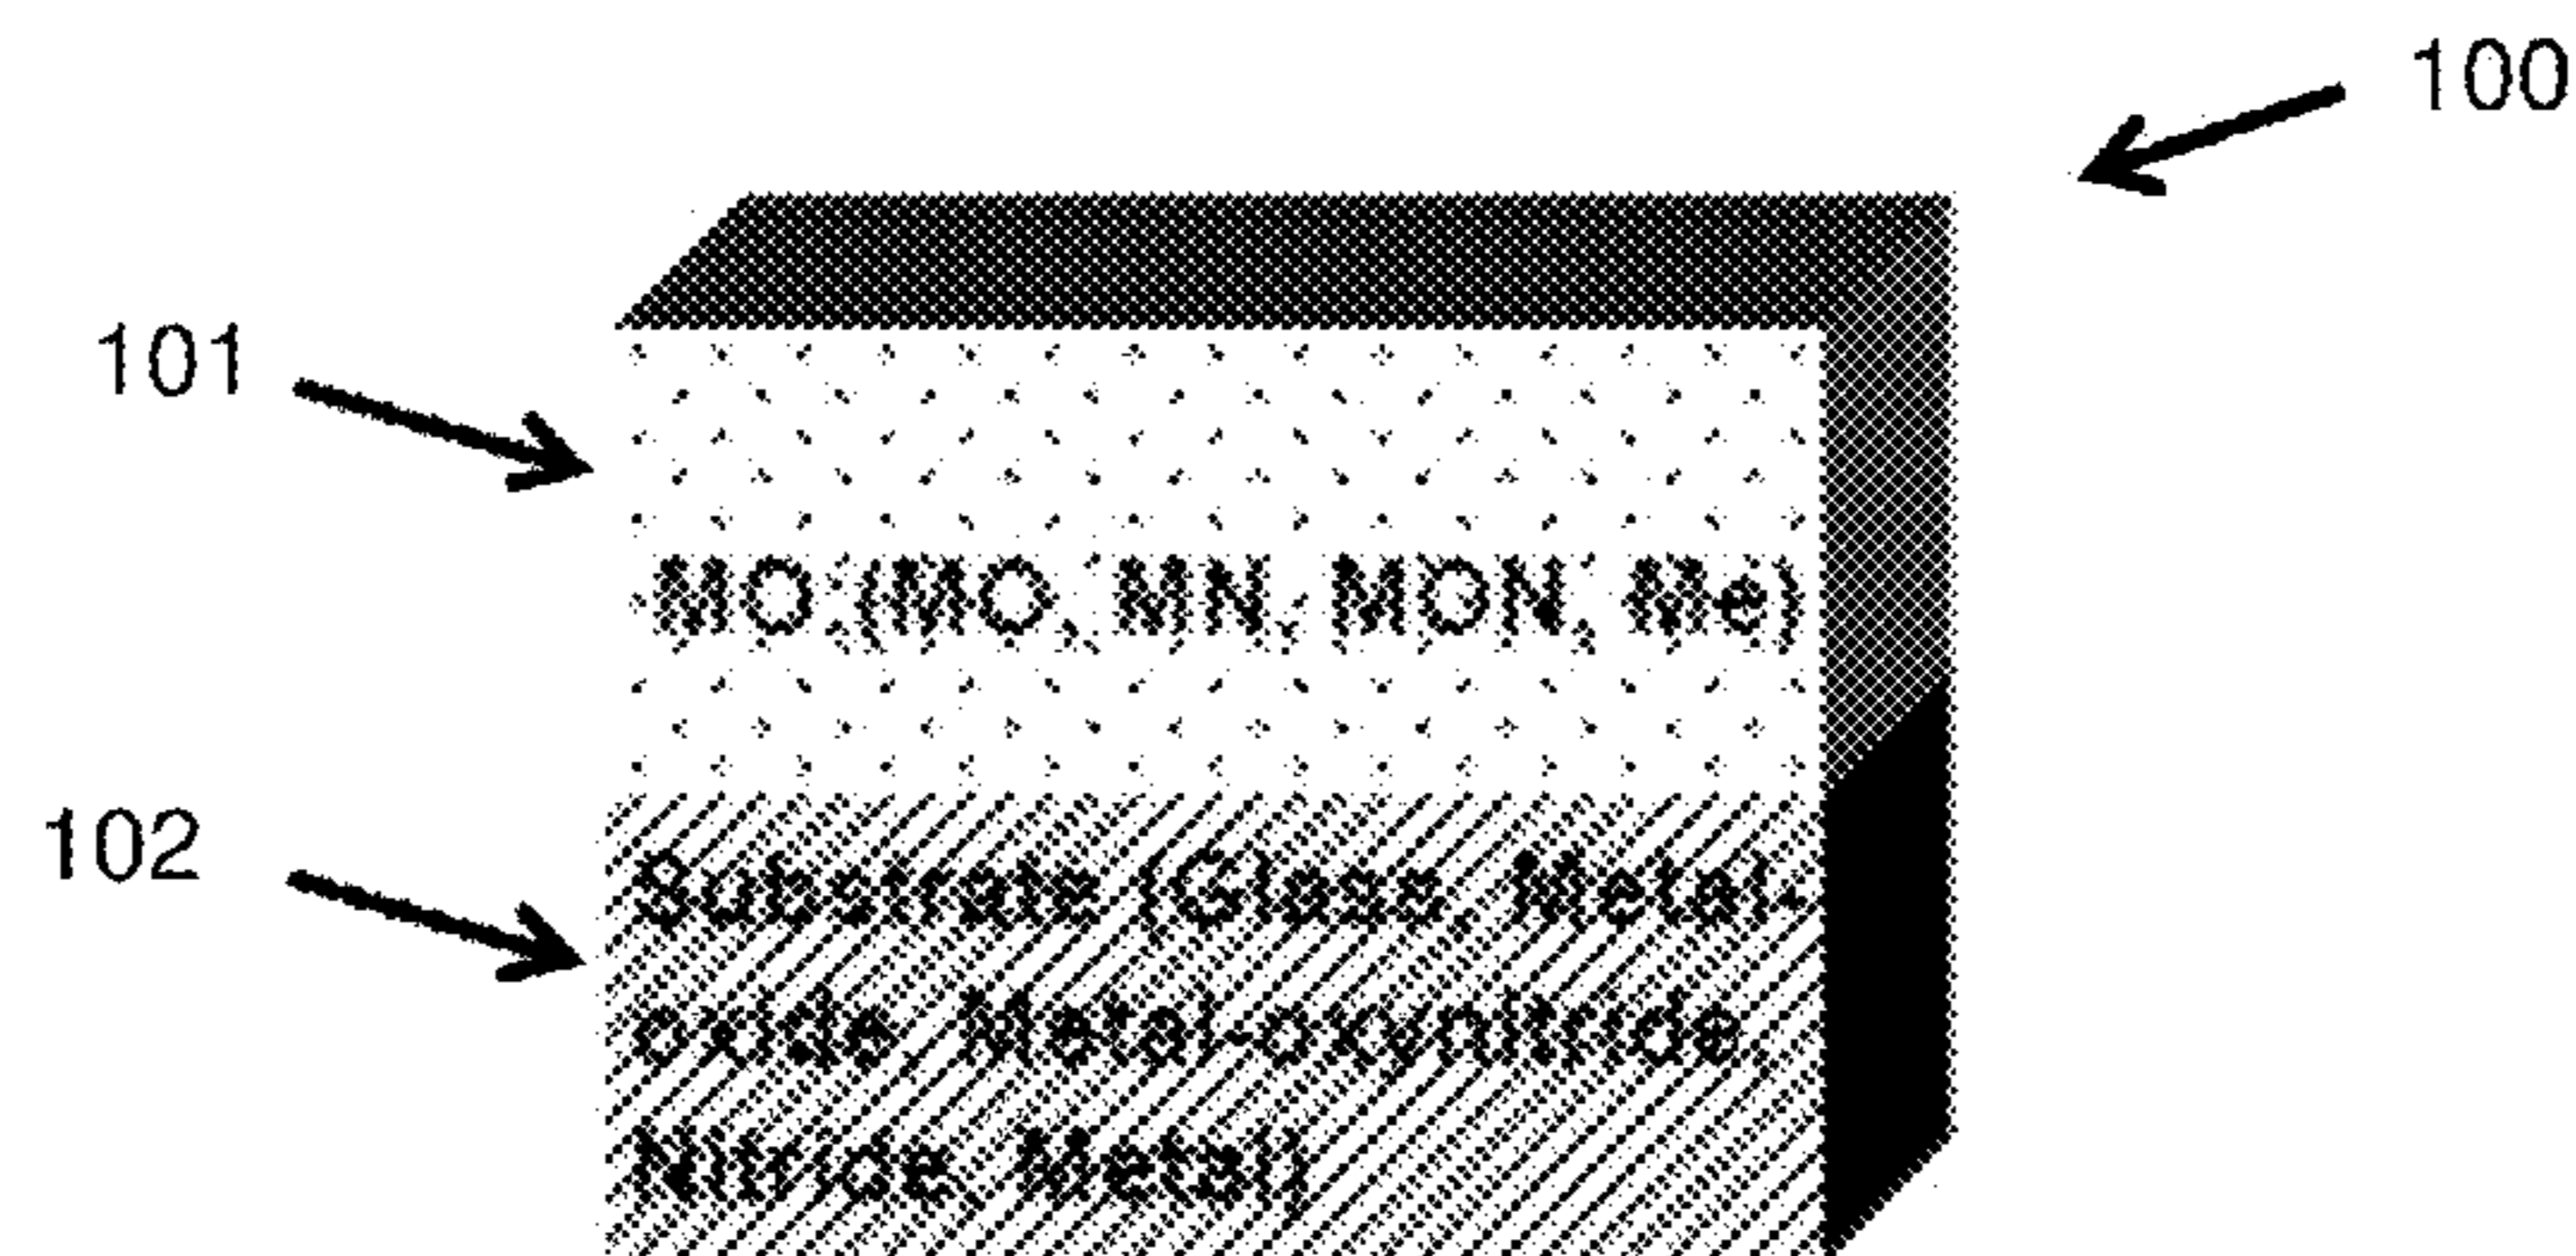 100
101
MO (MO, MN, MON, Me)
102
Substrate (Glass, Metal-
oxide, Metal-oxynitride,
Nitride, Metal)